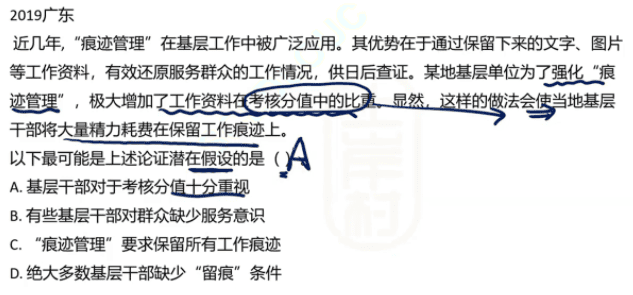 2019广东
近几年,“痕迹管理”在基层工作中被广泛应用。其优势在于通过保留下来的文字、图片
等工作资料,有效还原服务群众的工作情况,供日后查证。某地基层单位为了强化“痕
迹管理”,极大增加了工作资料在考核分值中的比重。显然,这样的做法会使当地基层
干部将大量精力耗费在保留工作痕迹上。
以下最可能是上述论证潜在假设的是( )A
A. 基层干部对于考核分值十分重视
B. 有些基层干部对群众缺少服务意识
C. “痕迹管理”要求保留所有工作痕迹
D. 绝大多数基层干部缺少“留痕”条件